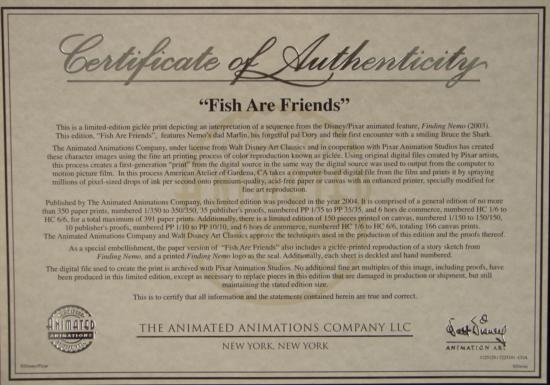 Certificate of Authenticity
"Fish Are Friends"
This is a limited-edition giclée print depicting an interpretation of a sequence from the Disney/Pixar animated feature, Finding Nemo (2003).
This edition, "Fish Are Friends", features Nemo's dad Marlin, his forgetful pal Dory and their first encounter with a smiling Bruce the Shark.
The Animated Animations Company, under license from Walt Disney Art Classics and in cooperation with Pixar Animation Studios has created
these character images using the fine art printing process of color reproduction known as giclée. Using original digital files created by Pixar artists,
this process creates a first-generation "print" from the digital source in the same way the digital source was used to output from the computer to
motion picture film. In this process American Atelier of Gardena, CA takes a computer-based digital file from the film and prints it by spraying
millions of pixel-sized drops of ink per second onto premium-quality, acid-free paper or canvas with an enhanced printer, specially modified for
fine art reproduction.
Published by The Animated Animations Company, this limited edition was produced in the year 2004. It is comprised of a general edition of no more
than 350 paper prints, numbered 1/350 to 350/350, 35 publisher's proofs, numbered PP 1/35 to PP 35/35, and 6 hors de commerce, numbered HC 1/6 to
HC 6/6, for a total maximum of 391 paper prints. Additionally, there is a limited edition of 150 pieces printed on canvas, numbered 1/150 to 150/150,
10 publisher's proofs, numbered PP 1/10 to PP 10/10, and 6 hors de commerce, numbered HC 1/6 to HC 6/6, totaling 166 canvas prints.
The Animated Animations Company and Walt Disney Art Classics approve the techniques used in the production of this edition and the proofs thereof.
As a special embellishment, the paper version of "Fish Are Friends" also includes a giclée-printed reproduction of a story sketch from
Finding Nemo, and a printed Finding Nemo logo as the seal. Additionally, each sheet is deckled and hand numbered.
The digital file used to create the print is archived with Pixar Animation Studios. No additional fine art multiples of this image, including proofs, have
been produced in this limited edition, except as necessary to replace pieces in this edition that are damaged in production or shipment, but still
maintaining the stated edition size.
This is to certify that all information and the statements contained herein are true and correct.
ANIMATED
ANIMATIONS
THE ANIMATED ANIMATIONS COMPANY LLC
NEW YORK, NEW YORK
Walt Disney
ANIMATION ART
©Disney/Pixar
©Disney